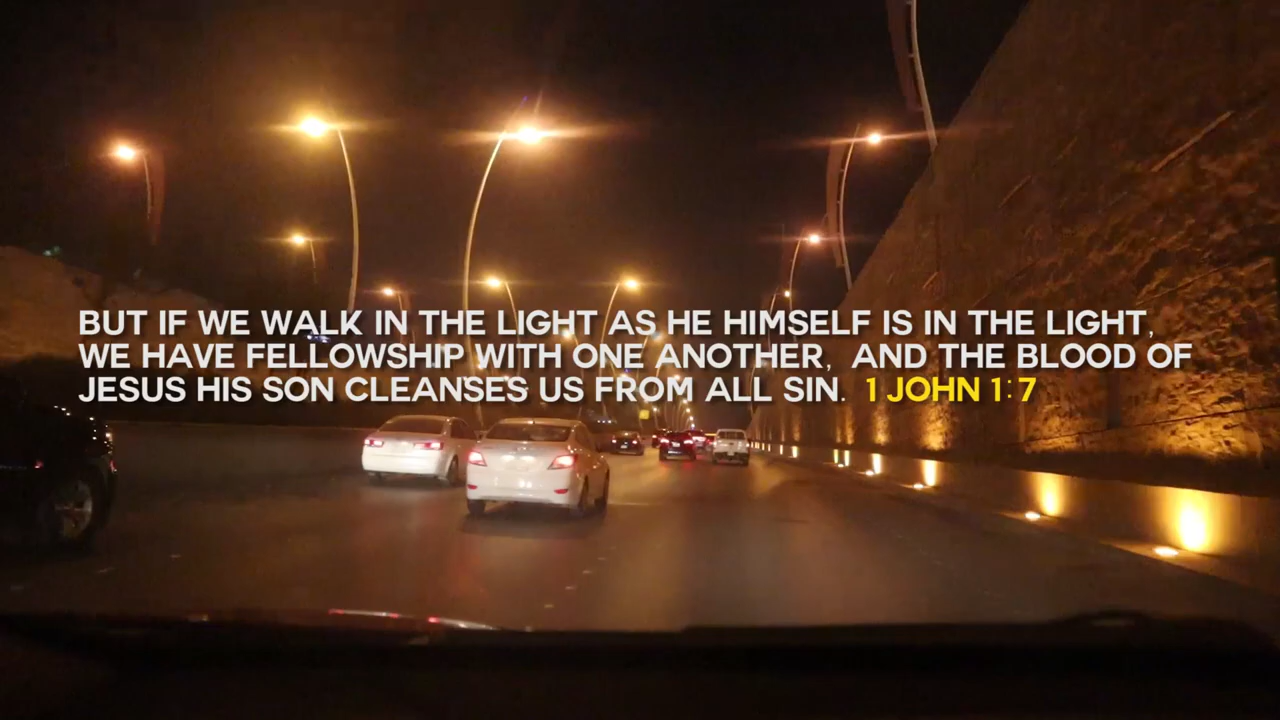 BUT IF WE WALK IN THE LIGHT AS HE HIMSELF IS IN THE LIGHT,
WE HAVE FELLOWSHIP WITH ONE ANOTHER, AND THE BLOOD OF
JESUS HIS SON CLEANSES US FROM ALL SIN. 1 JOHN 1:7